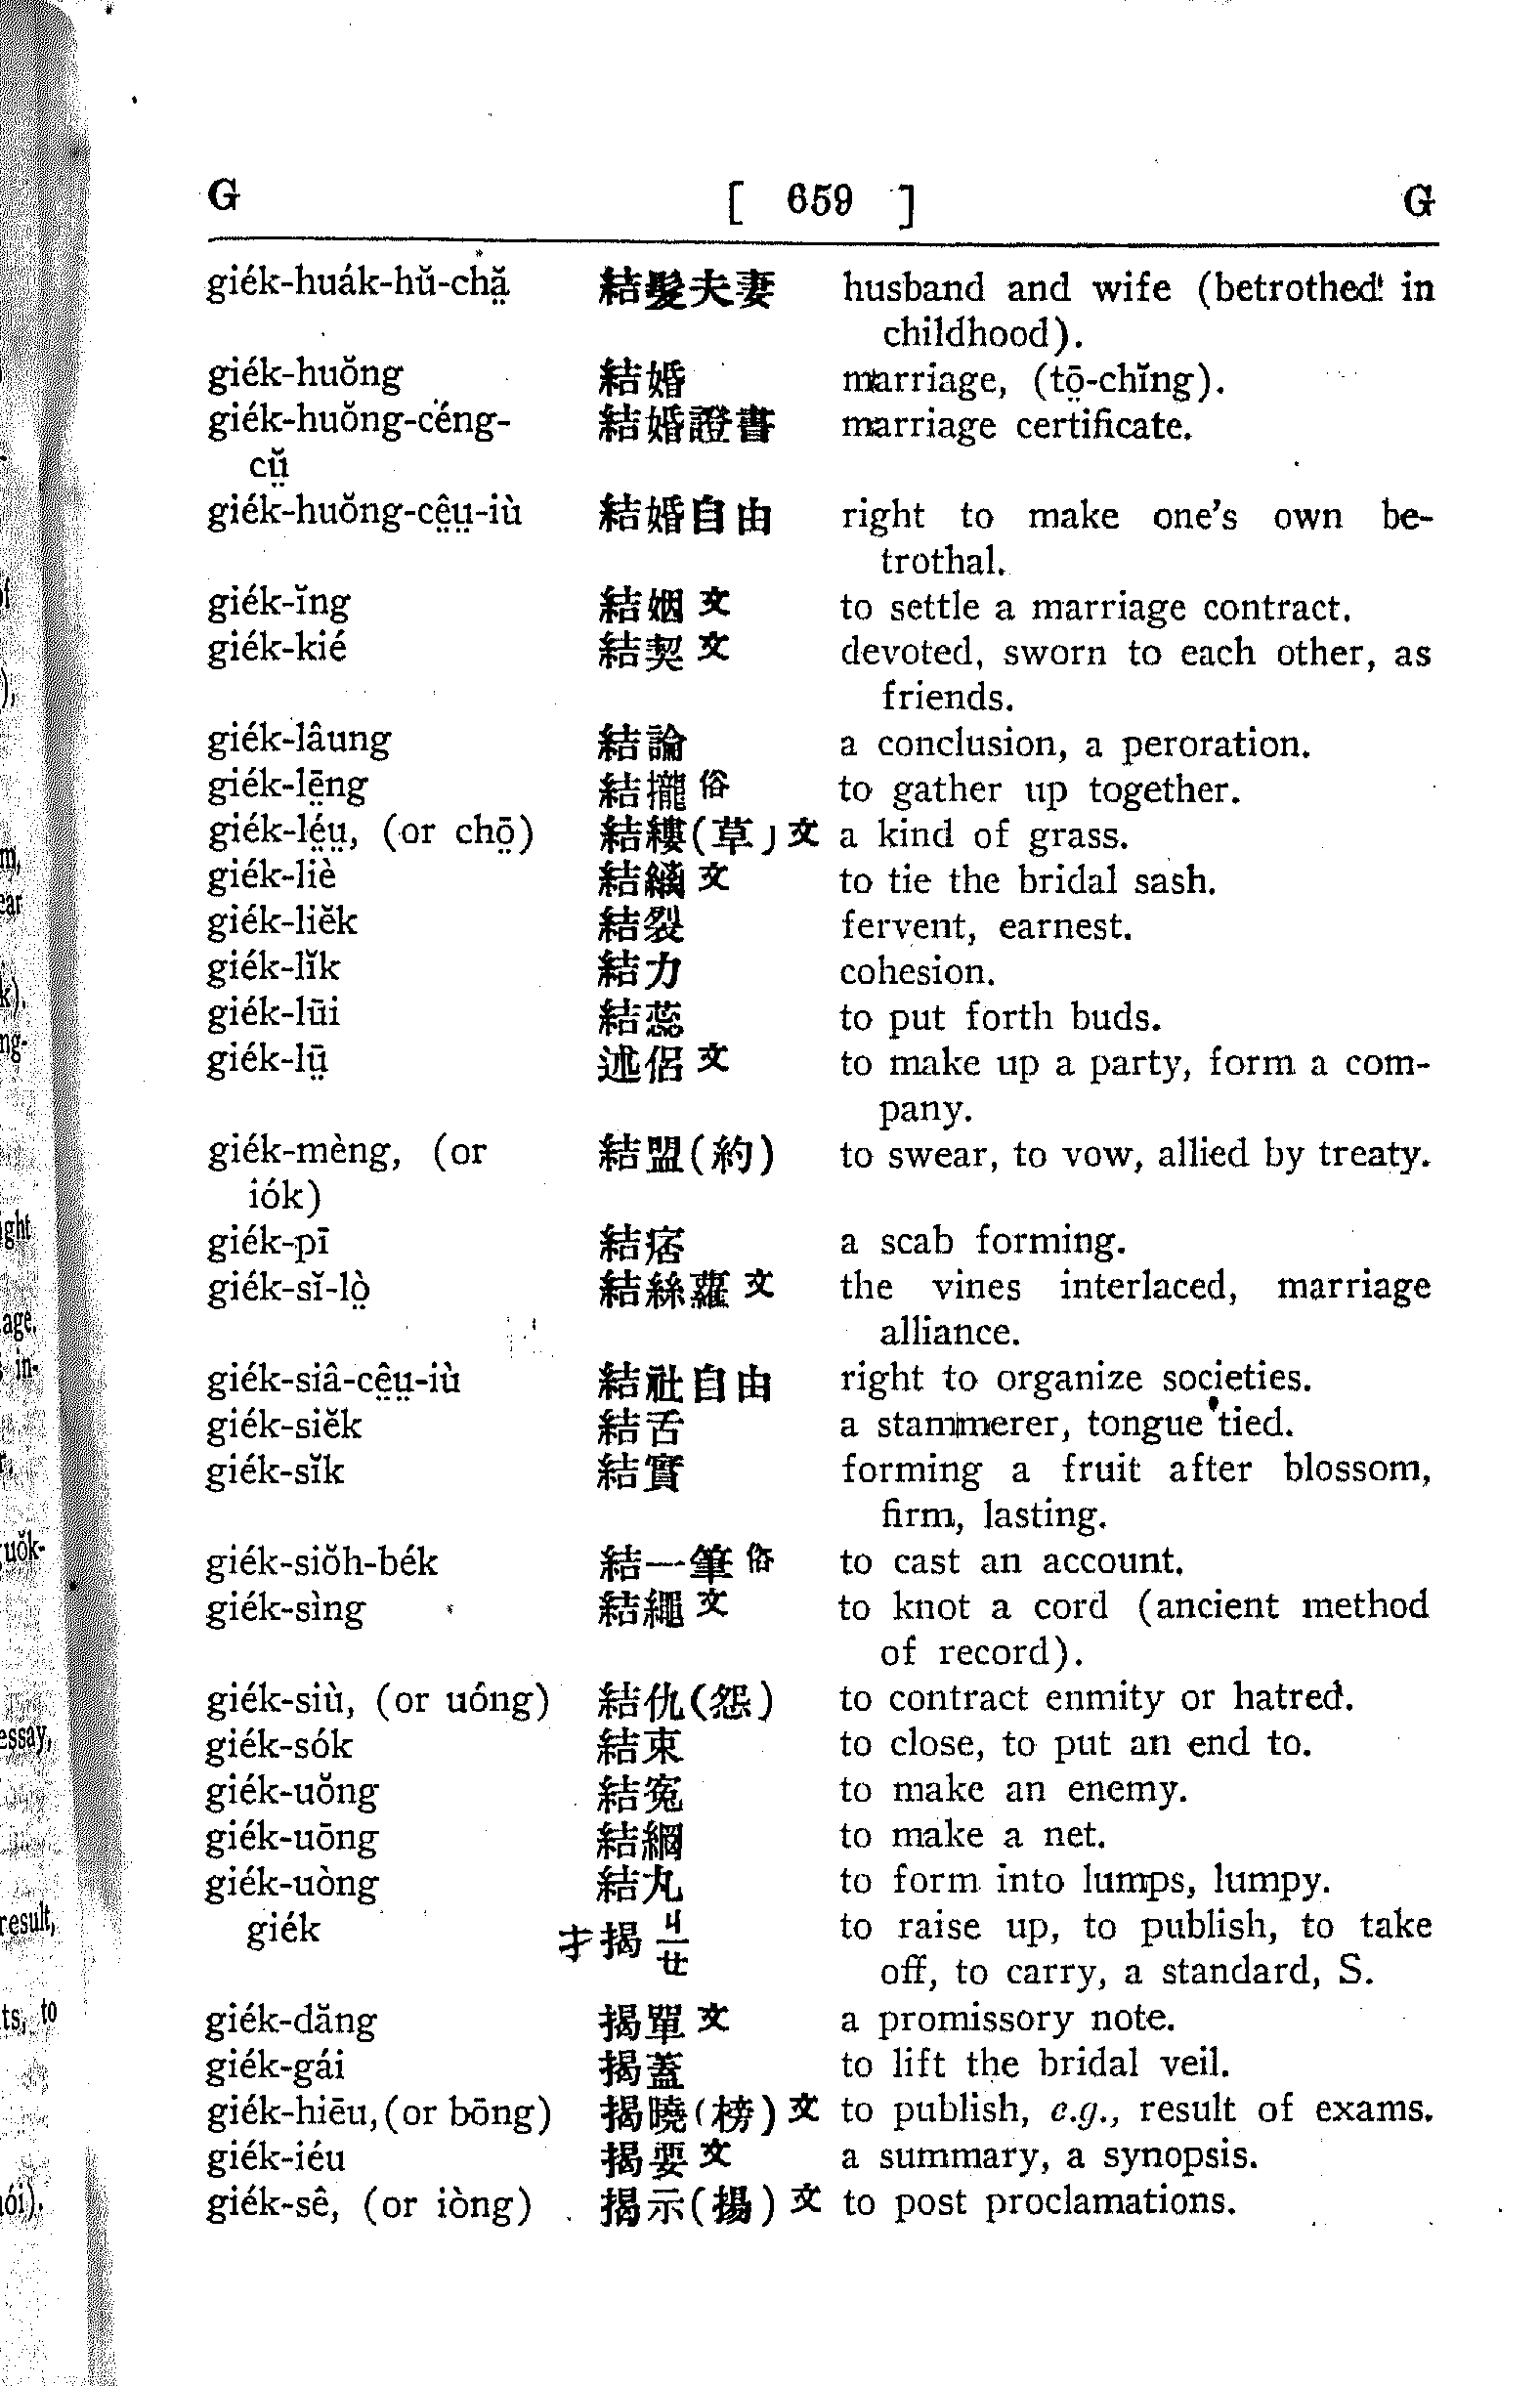 G [ 659 ] G
giék-huák-hŭ-chă̤ 結髮夫妻 husband and wife (betrothed in
childhood).
giék-huŏng 結婚 marriage, (tō̤-chĭng).
giék-huŏng-céng- 結婚證書 marriage certificate.
cṳ̆
giék-huŏng-cê̤ṳ-iù 結婚自由 right to make one's own be-
trothal.
giék-ĭng 結姻文 to settle a marriage contract.
giék-kié 結契文 devoted, sworn to each other, as
friends.
giék-lâung 結論 a conclusion, a peroration.
giék-lē̤ng 結攏俗 to gather up together.
giék-lé̤ṳ, (or chō̤) 結縷(草)文 a kind of grass.
giék-liè 結縭文 to tie the bridal sash.
giék-liĕk 結裂 fervent, earnest.
giék-lĭk 結力 cohesion.
giék-lūi 結蕊 to put forth buds.
giék-lṳ̄ 侶文 to make up a party, form a com-
pany.
giék-mèng, (or 結盟(約) to swear, to vow, allied by treaty.
iók)
giék-pī 結痞 a scab forming.
giék-sĭ-lò̤ 結絲蘿文 the vines interlaced, marriage
alliance.
giék-siâ-cê̤ṳ-iù 結社自由 right to organize societies.
giék-siĕk 結舌 a stammerer, tongue tied.
giék-sĭk 結實 forming a fruit after blossom,
firm, lasting.
giék-siŏh-bék 結一筆俗 to cast an account.
giék-sìng 結繩文 to knot a cord (ancient method
of record).
giék-siù, (or uóng) 結仇(怨) to contract enmity or hatred.
giék-sók 結束 to close, to put an end to.
giék-uŏng 結冤 to make an enemy.
giék-uōng 結網 to make a net.
giék-uòng 結丸 to form into lumps, lumpy.
giék 扌揭 ㄐㄧㄝ to raise up, to publish, to take
off, to carry, a standard, S.
giék-dăng 揭單文 a promissory note.
giék-gái 揭蓋 to lift the bridal veil.
giék-hiēu, (or bōng) 揭曉(榜)文 to publish, e.g., result of exams.
giék-iéu 揭要文 a summary, a synopsis.
giék-sê, (or iòng) 揭示(揚)文 to post proclamations.